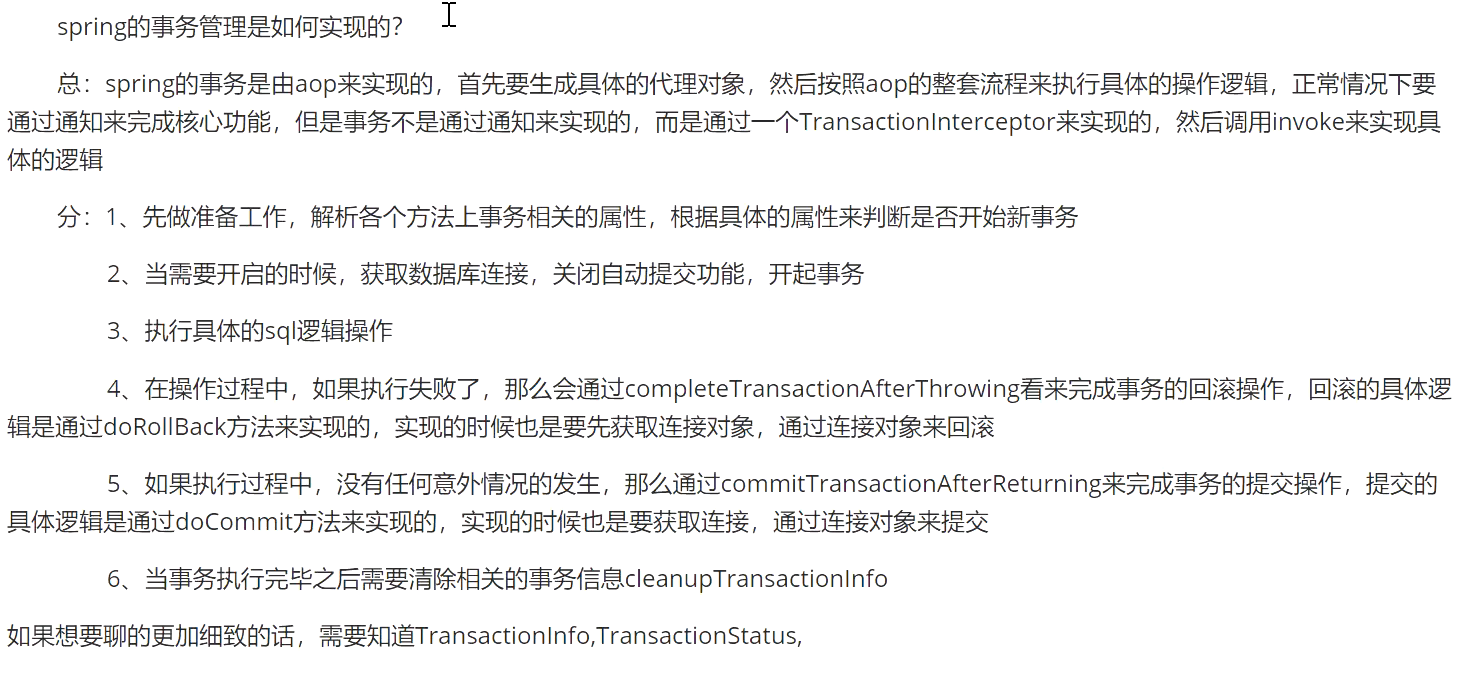 spring的事务管理是如何实现的？
总：spring的事务是由aop来实现的，首先要生成具体的代理对象，然后按照aop的整套流程来执行具体的操作逻辑，正常情况下要
通过通知来完成核心功能，但是事务不是通过通知来实现的，而是通过一个TransactionInterceptor来实现的，然后调用invoke来实现具
体的逻辑
分：1、先做准备工作，解析各个方法上事务相关的属性，根据具体的属性来判断是否开始新事务
2、当需要开启的时候，获取数据库连接，关闭自动提交功能，开起事务
3、执行具体的sql逻辑操作
4、在操作过程中，如果执行失败了，那么会通过completeTransactionAfterThrowing看来完成事务的回滚操作，回滚的具体逻
辑是通过doRollBack方法来实现的，实现的时候也是要先获取连接对象，通过连接对象来回滚
5、如果执行过程中，没有任何意外情况的发生，那么通过commitTransactionAfterReturning来完成事务的提交操作，提交的
具体逻辑是通过doCommit方法来实现的，实现的时候也是要获取连接，通过连接对象来提交
6、当事务执行完毕之后需要清除相关的事务信息cleanupTransactionInfo
如果想要聊的更加细致的话，需要知道TransactionInfo,TransactionStatus,